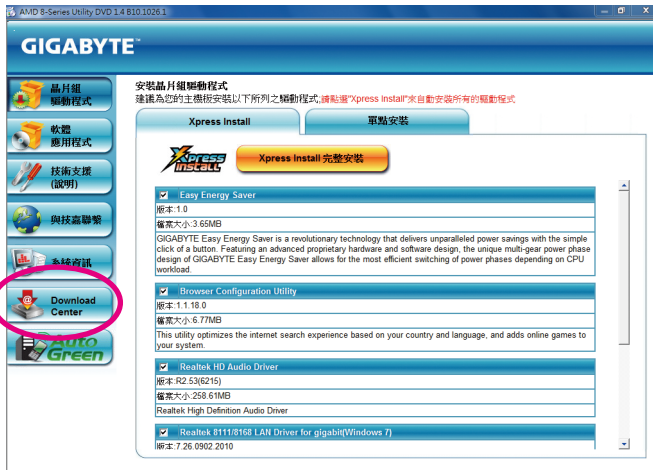 AMD 8-Series Utility DVD 1.4 B10.1026.1
GIGABYTE™
晶片組
驅動程式
軟體
應用程式
技術支援
(說明)
與技嘉聯繫
系統資訊
Download
Center
Auto
Green
安裝晶片組驅動程式
建議為您的主機板安裝以下所列之驅動程式;請點選"Xpress Install"來自動安裝所有的驅動程式
Xpress Install
單點安裝
Xpress
INSTALL
Xpress Install 完整安裝
Easy Energy Saver
版本:1.0
檔案大小:3.65MB
GIGABYTE Easy Energy Saver is a revolutionary technology that delivers unparalleled power savings with the simple
click of a button. Featuring an advanced proprietary hardware and software design, the unique multi-gear power phase
design of GIGABYTE Easy Energy Saver allows for the most efficient switching of power phases depending on CPU
workload.
Browser Configuration Utility
版本:1.1.18.0
檔案大小:6.77MB
This utility optimizes the internet search experience based on your country and language, and adds online games to
your system.
Realtek HD Audio Driver
版本:R2.53(6215)
檔案大小:258.61MB
Realtek High Definition Audio Driver
Realtek 8111/8168 LAN Driver for gigabit(Windows 7)
版本:7.26.0902.2010